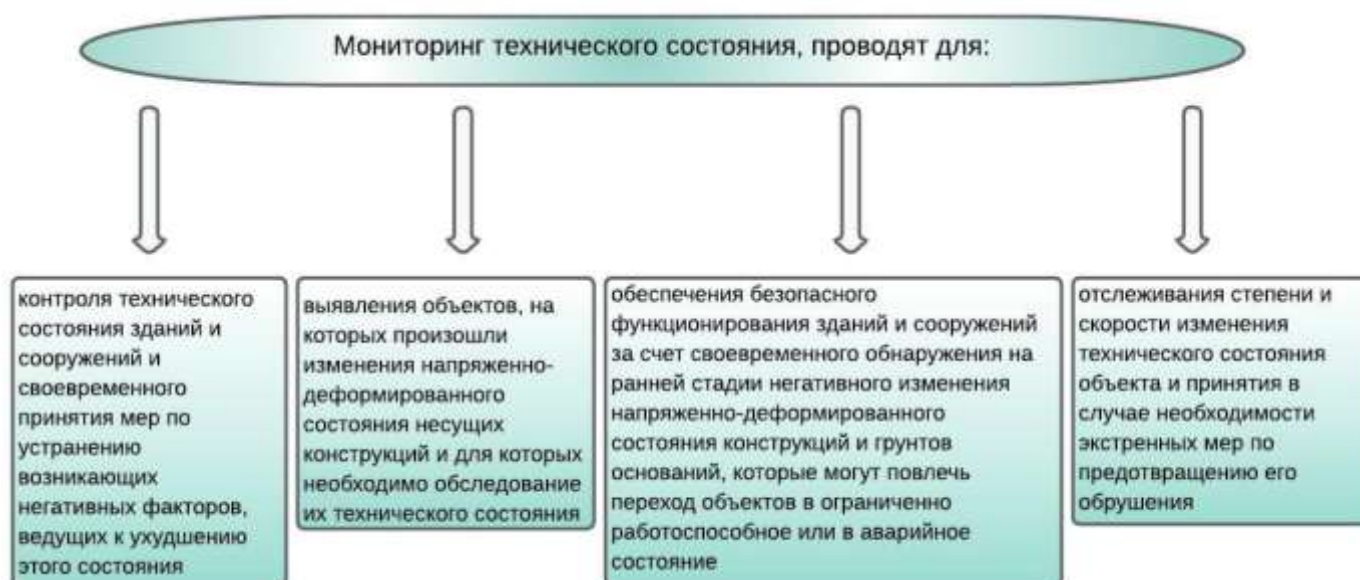 Мониторинг технического состояния, проводят для:
контроля технического
состояния зданий и
сооружений и
своевременного
принятия мер по
устранению
возникающих
негативных факторов,
ведущих к ухудшению
этого состояния
выявления объектов, на
которых произошли
изменения напряженно-
деформированного
состояния несущих
конструкций и для которых
необходимо обследование
их технического состояния
обеспечения безопасного
функционирования зданий и сооружений
за счет своевременного обнаружения на
ранней стадии негативного изменения
напряженно-деформированного
состояния конструкций и грунтов
оснований, которые могут повлечь
переход объектов в ограниченно
работоспособное или в аварийное
состояние
отслеживания степени и
скорости изменения
технического состояния
объекта и принятия в
случае необходимости
экстренных мер по
предотвращению его
обрушения